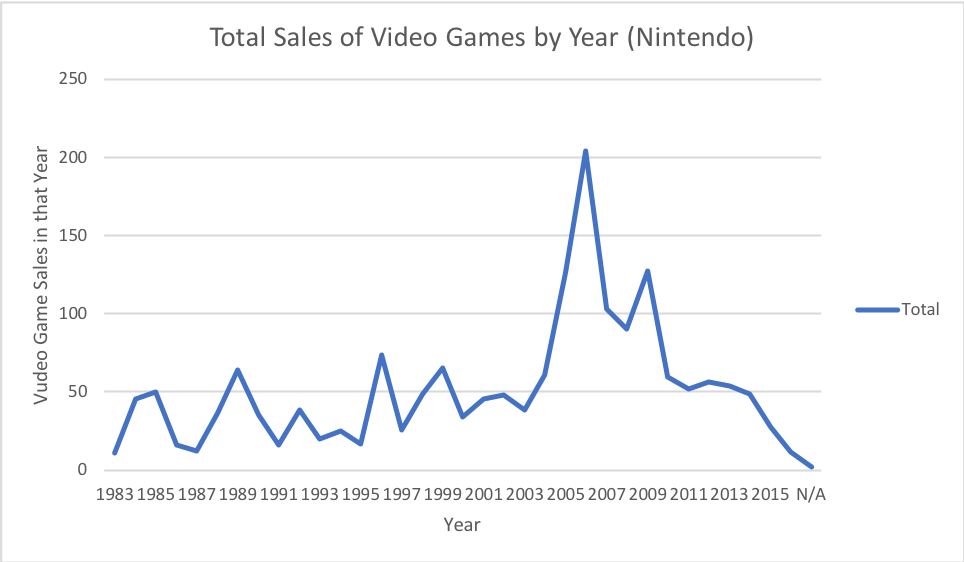 Total Sales of Video Games by Year (Nintendo)
250
200
150
100
50
0
Vudeo Game Sales in that Year
1983 1985 1987 1989 1991 1993 1995 1997 1999 2001 2003 2005 2007 2009 2011 2013 2015 N/A
Year
Total